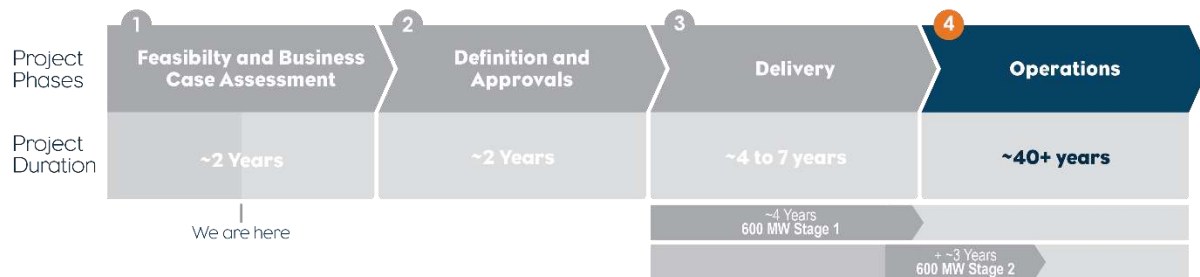 1
2
3
4
Project
Phases
Feasibilty and Business
Case Assessment
Definition and
Approvals
Delivery
Operations
Project
Duration
~2 Years
~2 Years
~4 to 7 years
~40+ years
We are here
~4 Years
600 MW Stage 1
+ ~3 Years
600 MW Stage 2